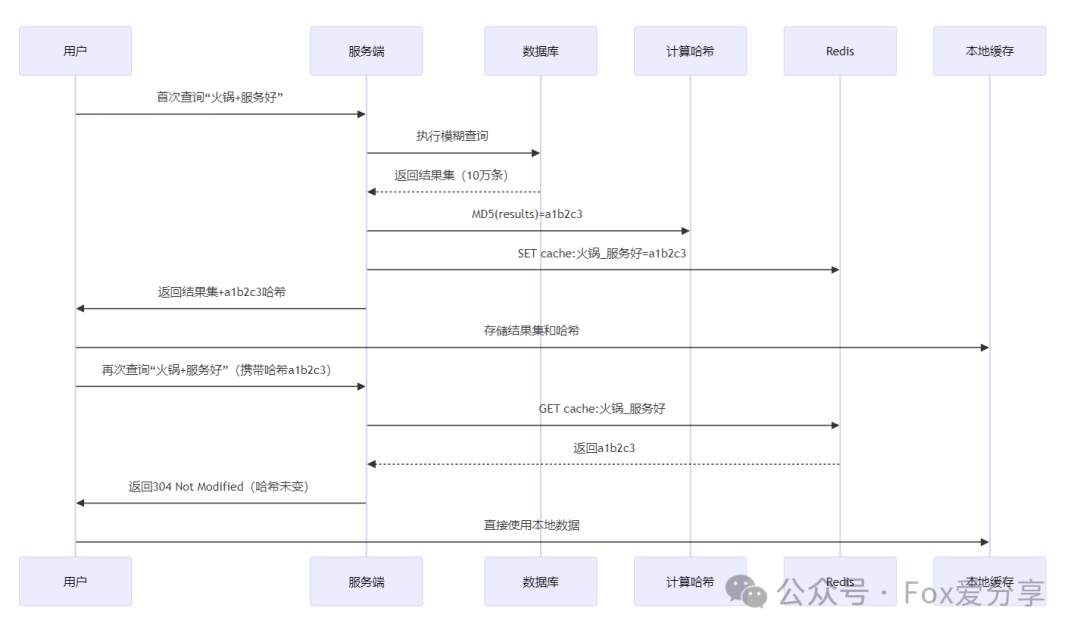 用户
服务端
数据库
计算哈希
Redis
本地缓存
首次查询“火锅+服务好”
执行模糊查询
返回结果集（10万条）
MD5(results)=a1b2c3
SET cache:火锅_服务好=a1b2c3
返回结果集+a1b2c3哈希
存储结果集和哈希
再次查询“火锅+服务好”（携带哈希a1b2c3）
GET cache:火锅_服务好
返回a1b2c3
返回304 Not Modified（哈希未变）
直接使用本地数据
用户
服务端
数据库
计算哈希
Redis
本地缓存
公众号 · Fox爱分享